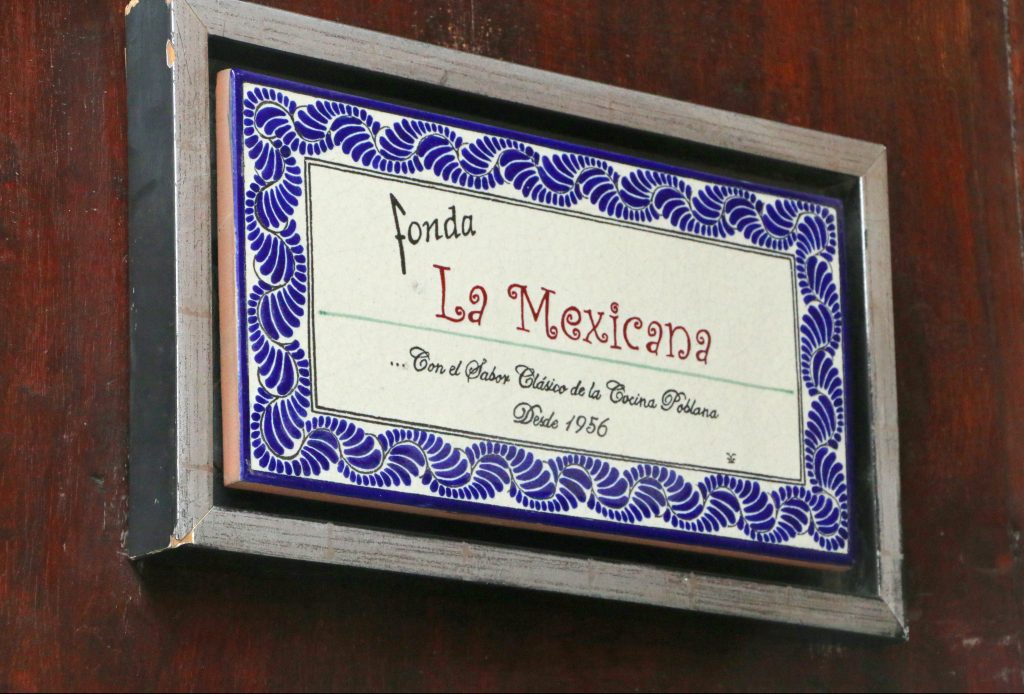 fonda
La Mexicana
...Con el Sabor Clásico de la Cocina Poblana
Desde 1956